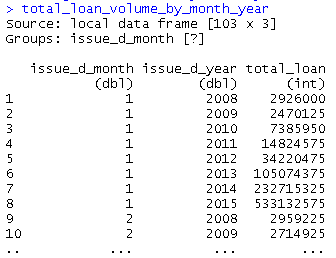 > total_loan_volume_by_month_year
Source: local data frame [103 x 3]
Groups: issue_d_month [?]
issue_d_month issue_d_year total_loan
(dbl) (dbl) (int)
1 1 2008 2926000
2 1 2009 2470125
3 1 2010 7385950
4 1 2011 14824575
5 1 2012 34220475
6 1 2013 105074375
7 1 2014 232715325
8 1 2015 533132575
9 2 2008 2959225
10 2 2009 2714925
.. ... ... ...